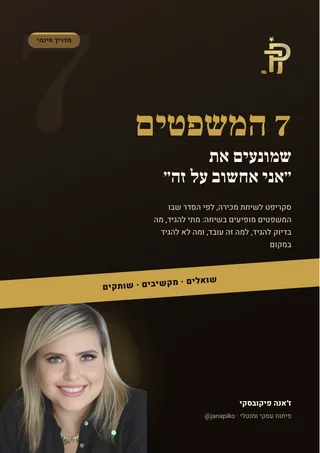 מדריך חינמי
7
7 המשפטים
שמונעים את
״אני אחשוב על זה״
סקריפט לשיחת מכירה, לפי הסדר שבו
המשפטים מופיעים בשיחה: מתי להגיד, מה
בדיוק להגיד, למה זה עובד, ומה לא להגיד
במקום
שואלים · מקשיבים · שותקים
ז׳אנה פיקובסקי
פיתוח עסקי ומנטלי · @janapiko